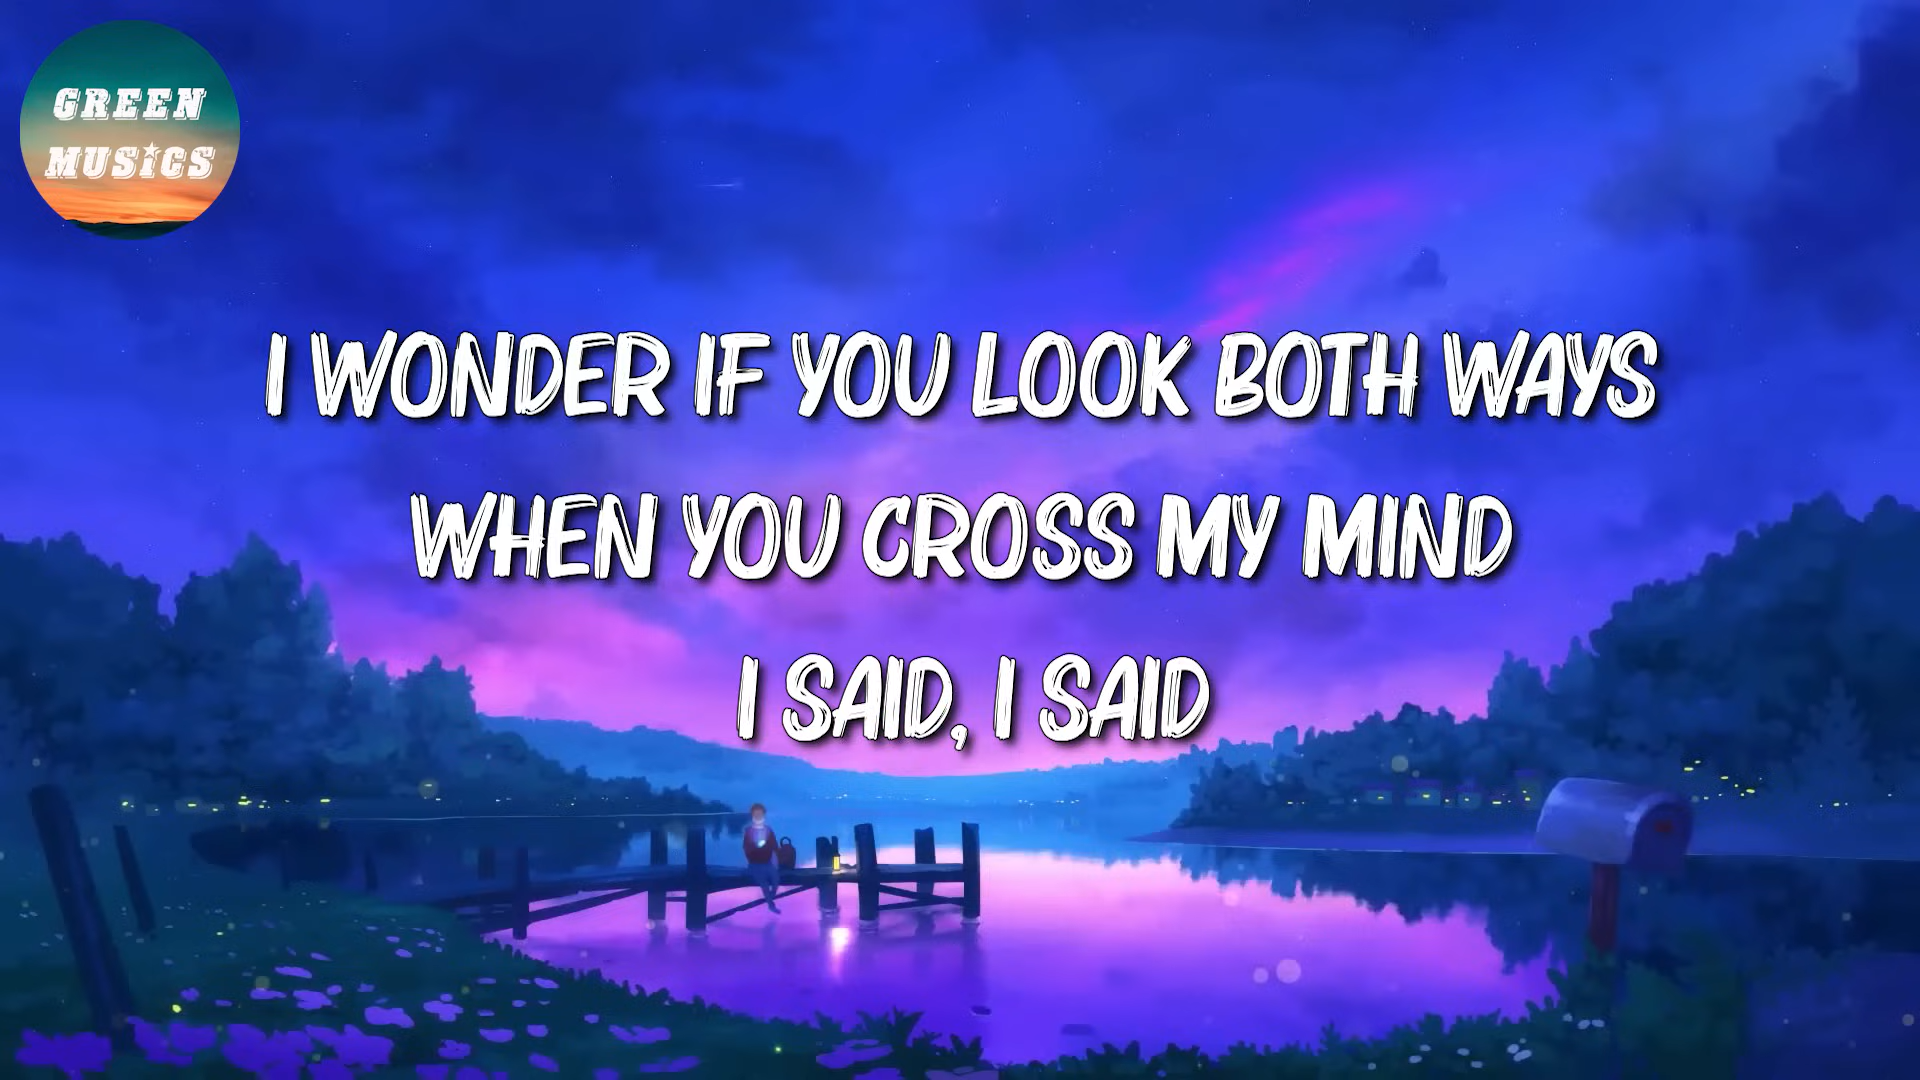 GREEN
MUSICS
I WONDER IF YOU LOOK BOTH WAYS
WHEN YOU CROSS MY MIND
I SAID, I SAID